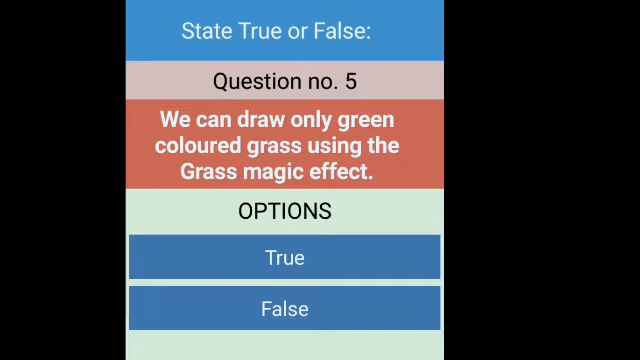 State True or False:
Question no. 5
We can draw only green
coloured grass using the
Grass magic effect.
OPTIONS
True
False